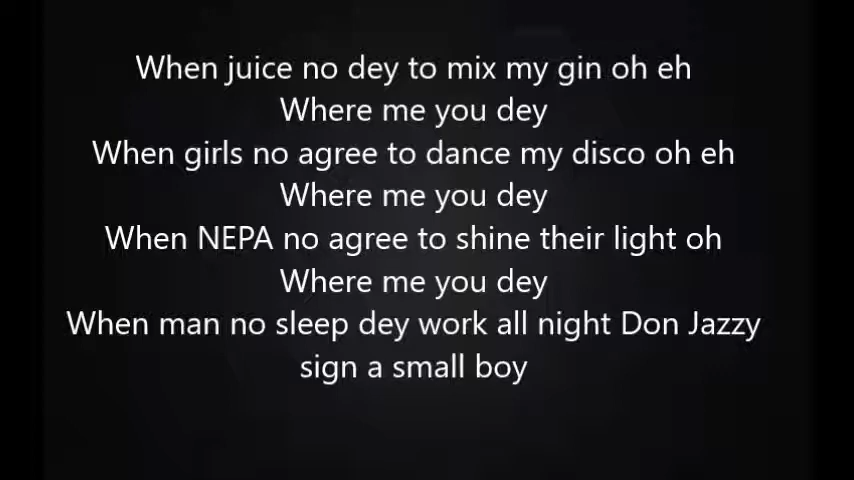 When juice no dey to mix my gin oh eh
Where me you dey
When girls no agree to dance my disco oh eh
Where me you dey
When NEPA no agree to shine their light oh
Where me you dey
When man no sleep dey work all night Don Jazzy
sign a small boy